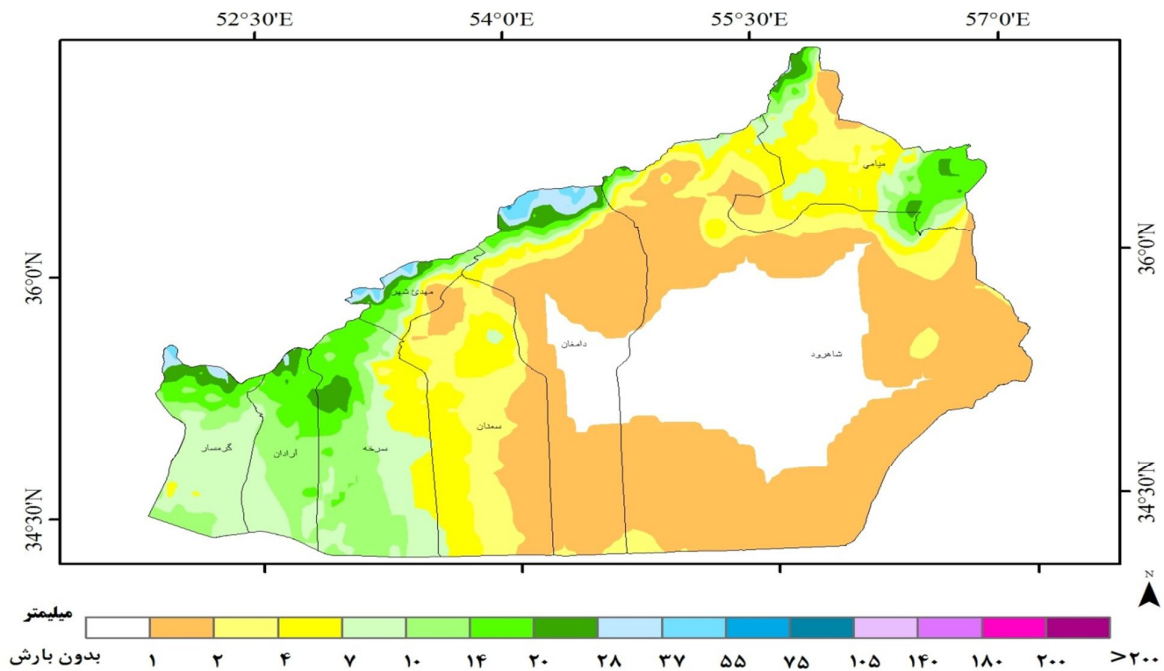 52°30'E 54°0'E 55°30'E 57°0'E
میامی
36°0'N 36°0'N
مهدی شهر
دامغان
شاهرود
سمنان
گرمسار
آرادان
سرخه
34°30'N 34°30'N
N
میلیمتر
بدون بارش ۱ ۲ ۴ ۷ ۱۰ ۱۴ ۲۰ ۲۸ ۳۷ ۵۵ ۷۵ ۱۰۵ ۱۴۰ ۱۸۰ ۲۰۰ >۲۰۰